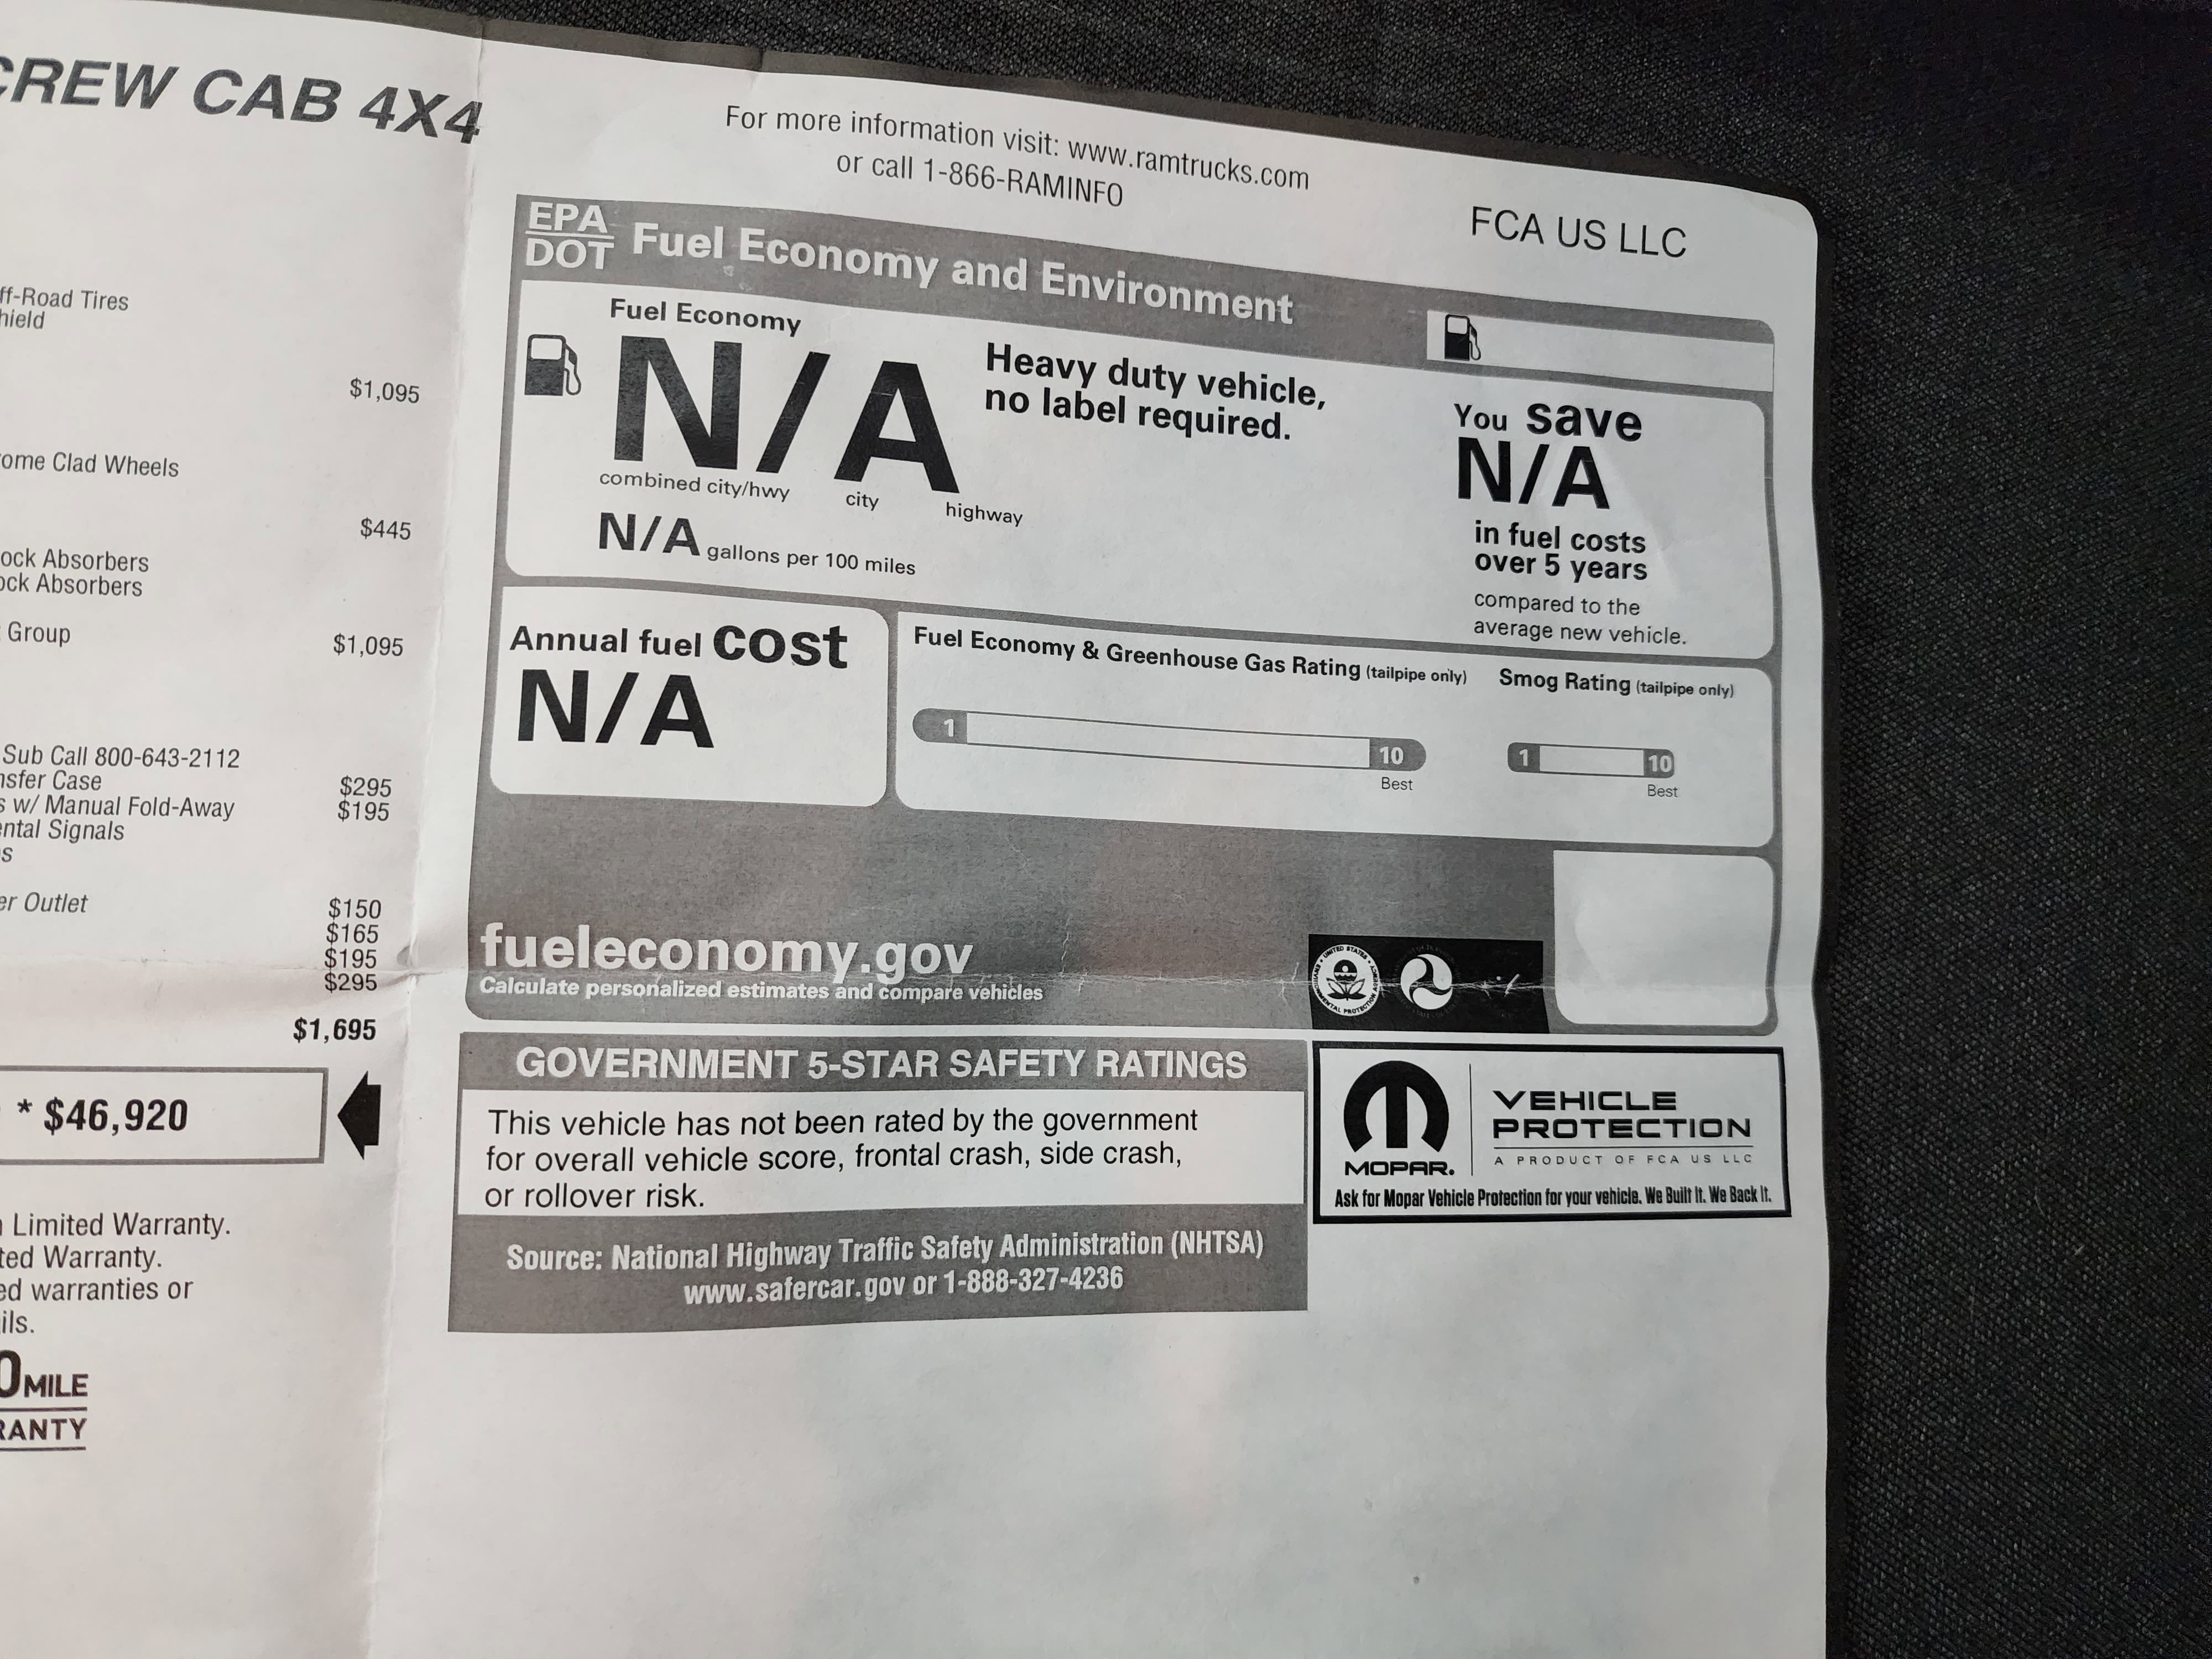 CREW CAB 4X4
ff-Road Tires
hield
$1,095
ome Clad Wheels
$445
ock Absorbers
ock Absorbers
Group
$1,095
Sub Call 800-643-2112
nsfer Case $295
s w/ Manual Fold-Away $195
ental Signals
s
er Outlet $150
$165
$195
$295
$1,695
* $46,920
Limited Warranty.
ted Warranty.
ed warranties or
ils.
0 MILE
RANTY
For more information visit: www.ramtrucks.com
or call 1-866-RAMINFO
FCA US LLC
EPA
DOT
Fuel Economy and Environment
Fuel Economy
N/A
Heavy duty vehicle,
no label required.
combined city/hwy city highway
N/A gallons per 100 miles
You save
N/A
in fuel costs
over 5 years
compared to the
average new vehicle.
Annual fuel cost
N/A
Fuel Economy & Greenhouse Gas Rating (tailpipe only)
1 10
Best
Smog Rating (tailpipe only)
1 10
Best
fueleconomy.gov
Calculate personalized estimates and compare vehicles
GOVERNMENT 5-STAR SAFETY RATINGS
This vehicle has not been rated by the government
for overall vehicle score, frontal crash, side crash,
or rollover risk.
Source: National Highway Traffic Safety Administration (NHTSA)
www.safercar.gov or 1-888-327-4236
MOPAR.
VEHICLE
PROTECTION
A PRODUCT OF FCA US LLC
Ask for Mopar Vehicle Protection for your vehicle. We Built It. We Back It.